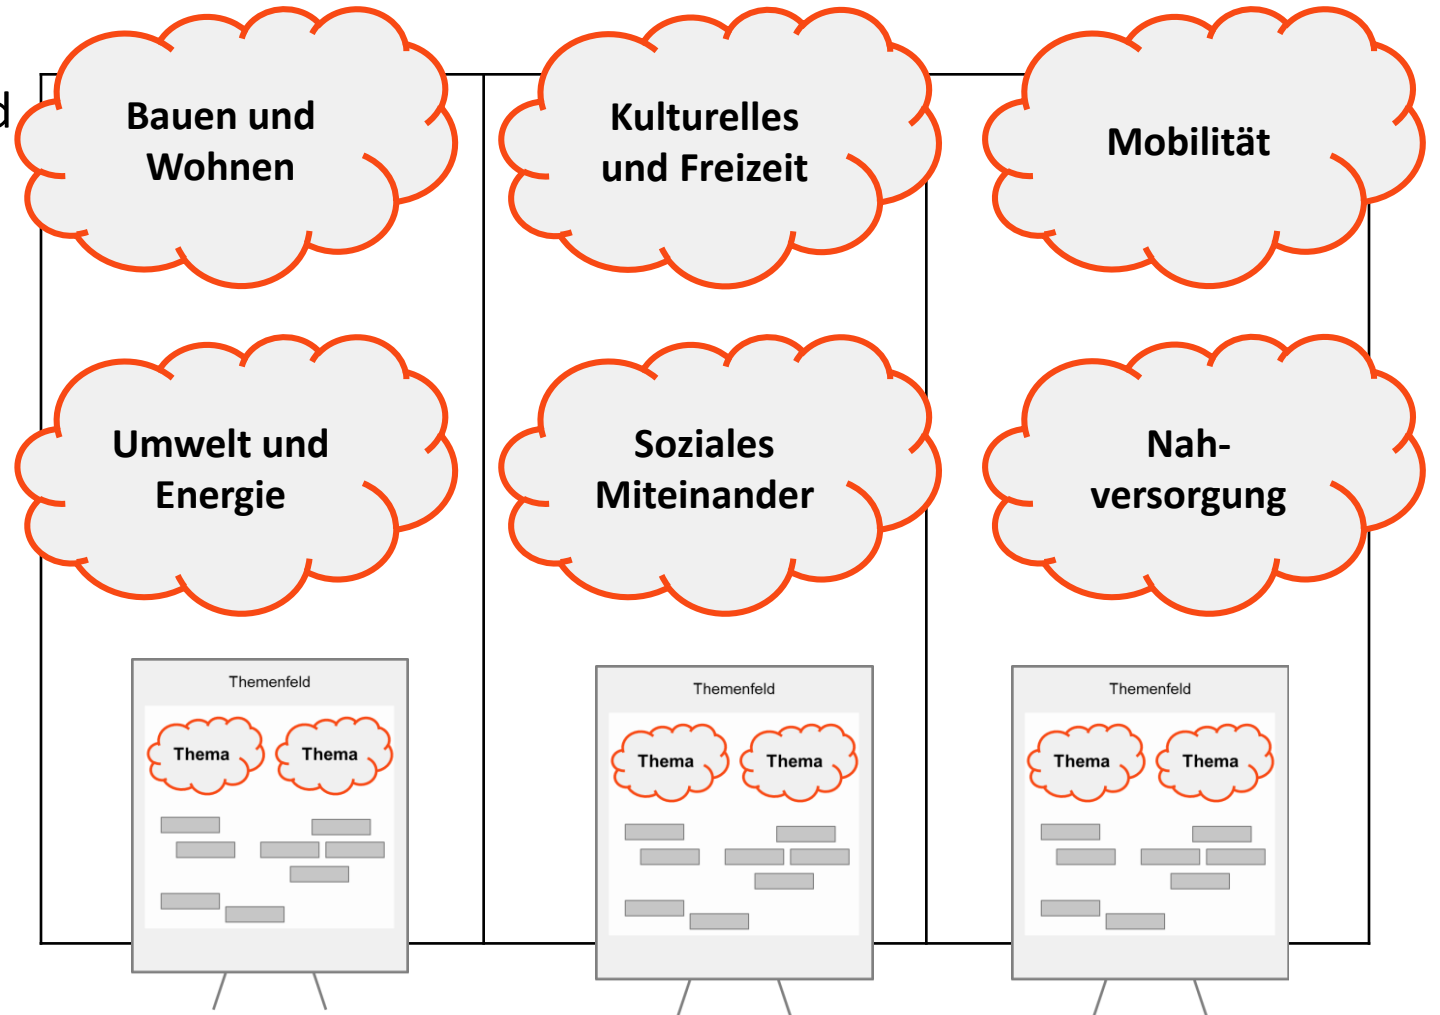 d
Bauen und
Wohnen
Kulturelles
und Freizeit
Mobilität
Umwelt und
Energie
Soziales
Miteinander
Nah-
versorgung
Themenfeld
Thema Thema
Themenfeld
Thema Thema
Themenfeld
Thema Thema